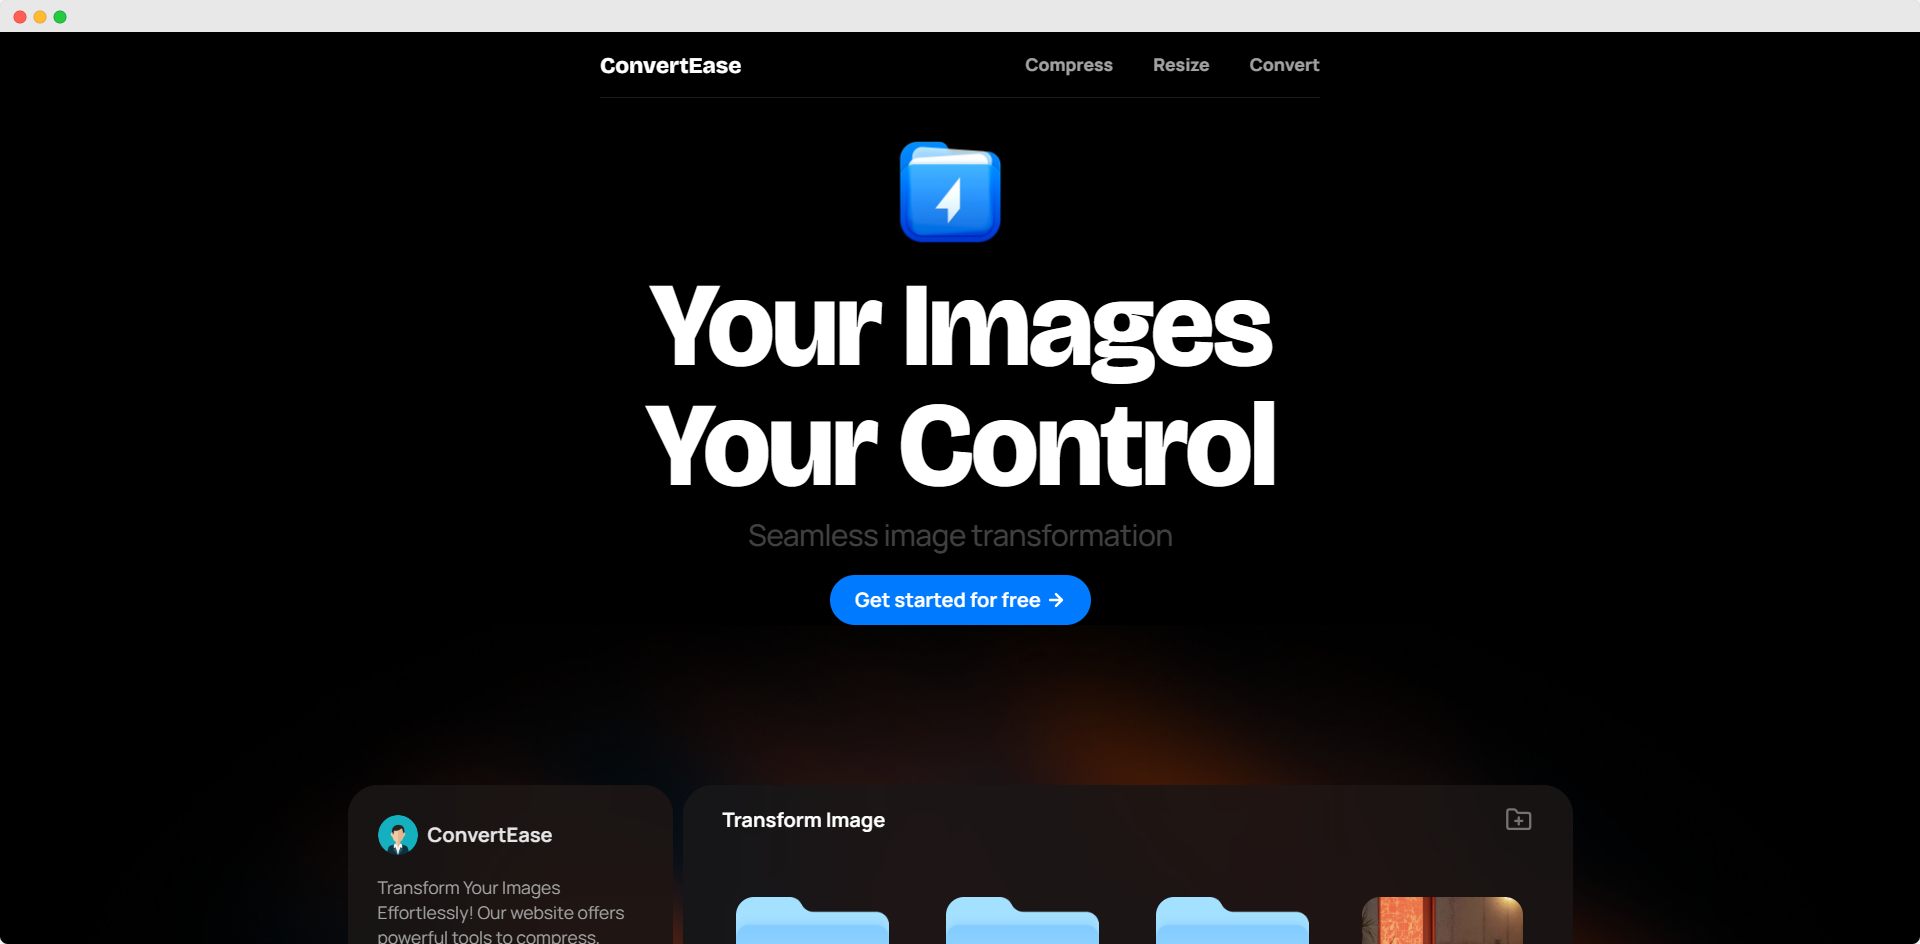 ConvertEase
Compress
Resize
Convert
Your Images
Your Control
Seamless image transformation
Get started for free →
ConvertEase
Transform Your Images
Effortlessly! Our website offers
powerful tools to compress,
Transform Image